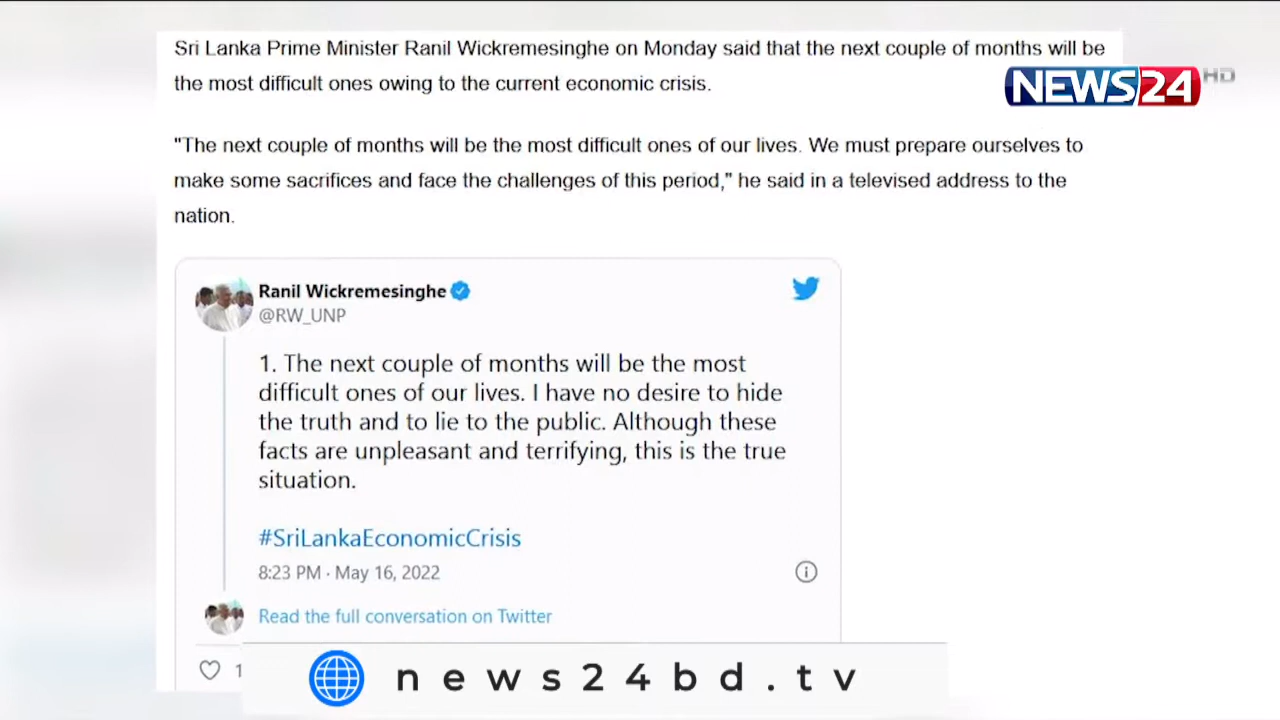 Sri Lanka Prime Minister Ranil Wickremesinghe on Monday said that the next couple of months will be
the most difficult ones owing to the current economic crisis.
NEWS24 HD
"The next couple of months will be the most difficult ones of our lives. We must prepare ourselves to
make some sacrifices and face the challenges of this period," he said in a televised address to the
nation.
Ranil Wickremesinghe
@RW_UNP
1. The next couple of months will be the most
difficult ones of our lives. I have no desire to hide
the truth and to lie to the public. Although these
facts are unpleasant and terrifying, this is the true
situation.
#SriLankaEconomicCrisis
8:23 PM · May 16, 2022
Read the full conversation on Twitter
news24bd.tv